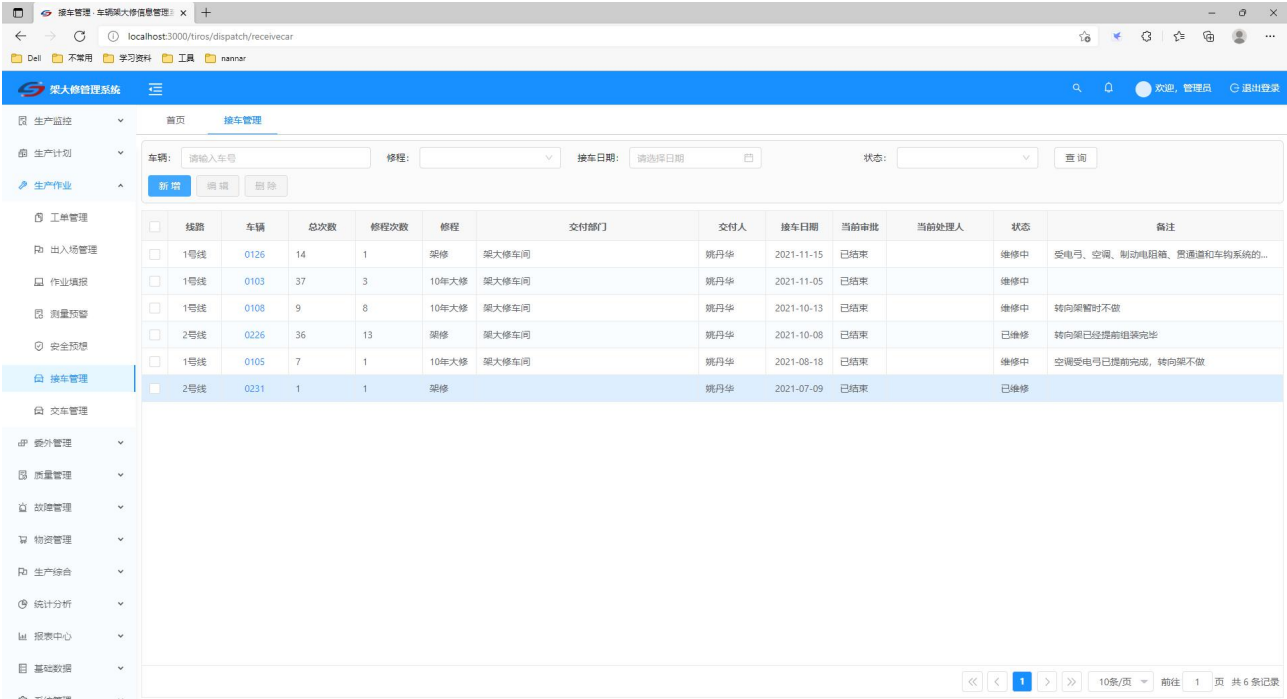 接车管理 · 车辆架大修信息管理
localhost:3000/tiros/dispatch/receivecar
Dell 不常用 学习资料 工具 nannar
架大修管理系统 欢迎，管理员 退出登录
生产监控
生产计划
生产作业
工单管理
出入场管理
作业填报
测量预警
安全预想
接车管理
交车管理
委外管理
质量管理
故障管理
物资管理
生产综合
统计分析
报表中心
基础数据
首页 接车管理
车辆: 请输入车号 修程: 接车日期: 请选择日期 状态: 查 询
新 增 编 辑 删 除
线路 车辆 总次数 修程次数 修程 交付部门 交付人 接车日期 当前审批 当前处理人 状态 备注
1号线 0126 14 1 架修 架大修车间 姚丹华 2021-11-15 已结束 维修中 受电弓、空调、制动电阻箱、贯通道和车钩系统的...
1号线 0103 37 3 10年大修 架大修车间 姚丹华 2021-11-05 已结束 维修中
1号线 0108 9 8 10年大修 架大修车间 姚丹华 2021-10-13 已结束 维修中 转向架暂时不做
2号线 0226 36 13 架修 架大修车间 姚丹华 2021-10-08 已结束 已维修 转向架已经提前组装完毕
1号线 0105 7 1 10年大修 架大修车间 姚丹华 2021-08-18 已结束 维修中 空调受电弓已提前完成，转向架不做
2号线 0231 1 1 架修 姚丹华 2021-07-09 已结束 已维修
1 10条/页 前往 1 页 共 6 条记录